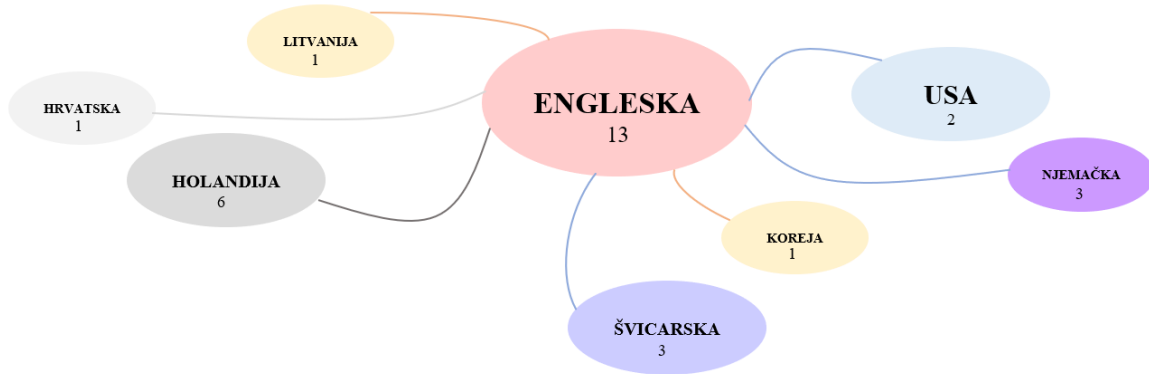 LITVANIJA
1
HRVATSKA
1
HOLANDIJA
6
ENGLESKA
13
USA
2
NJEMAČKA
3
KOREJA
1
ŠVICARSKA
3